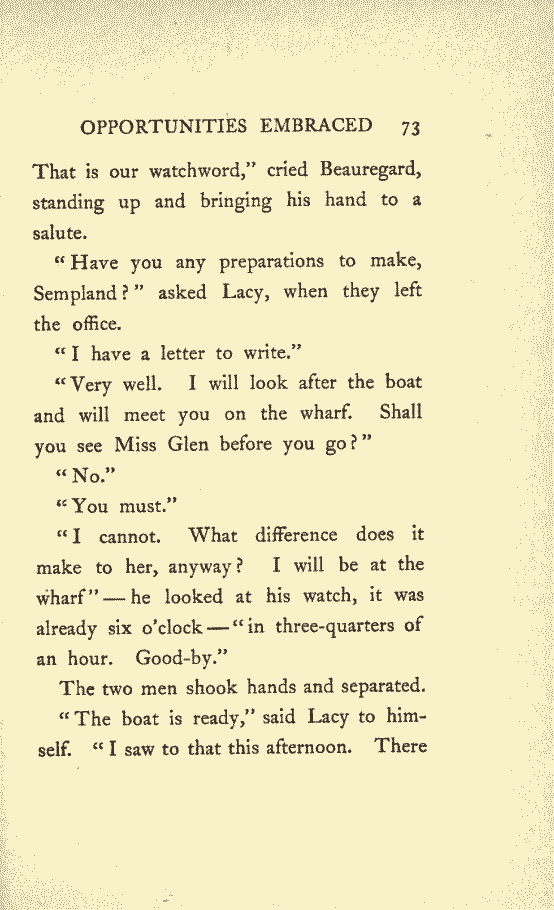 OPPORTUNITIES EMBRACED 73
That is our watchword,” cried Beauregard,
standing up and bringing his hand to a
salute.
“Have you any preparations to make,
Sempland?” asked Lacy, when they left
the office.
“I have a letter to write.”
“Very well. I will look after the boat
and will meet you on the wharf. Shall
you see Miss Glen before you go?”
“No.”
“You must.”
“I cannot. What difference does it
make to her, anyway? I will be at the
wharf”—he looked at his watch, it was
already six o’clock—“in three-quarters of
an hour. Good-by.”
The two men shook hands and separated.
“The boat is ready,” said Lacy to him-
self. “I saw to that this afternoon. There